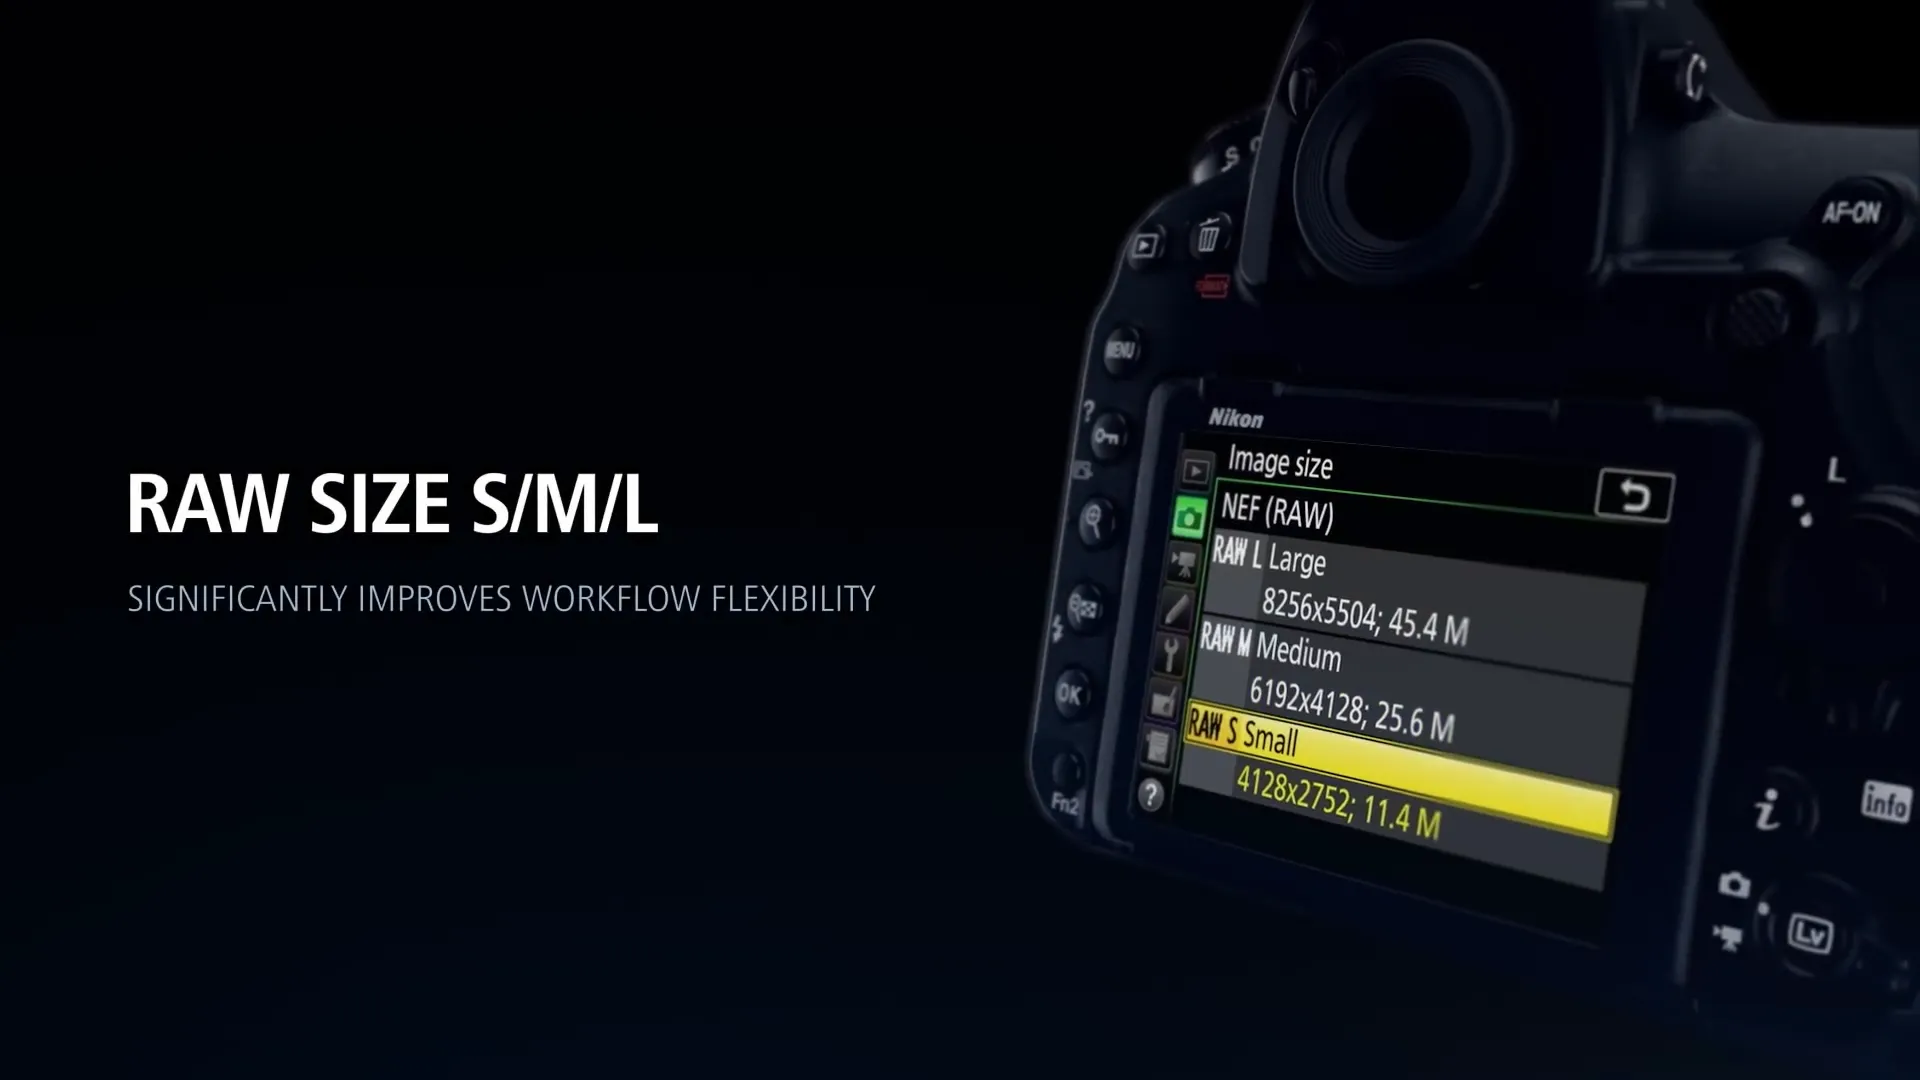 RAW SIZE S/M/L
SIGNIFICANTLY IMPROVES WORKFLOW FLEXIBILITY
S
AF-ON
MENU
?
Nikon
Image size
NEF (RAW)
RAW L Large
8256x5504; 45.4 M
RAW M Medium
6192x4128; 25.6 M
RAW S Small
4128x2752; 11.4 M
?
OK
Fn2
L
i
info
Lv